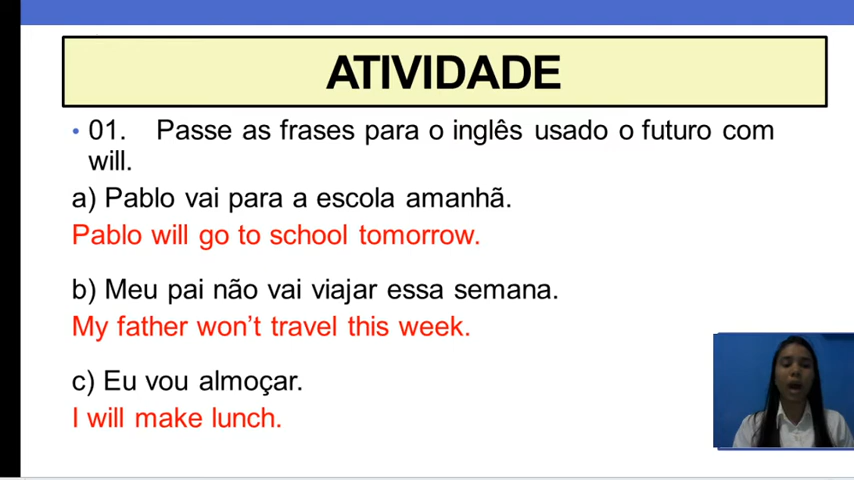 ATIVIDADE
• 01. Passe as frases para o inglês usado o futuro com
will.
a) Pablo vai para a escola amanhã.
Pablo will go to school tomorrow.
b) Meu pai não vai viajar essa semana.
My father won’t travel this week.
c) Eu vou almoçar.
I will make lunch.